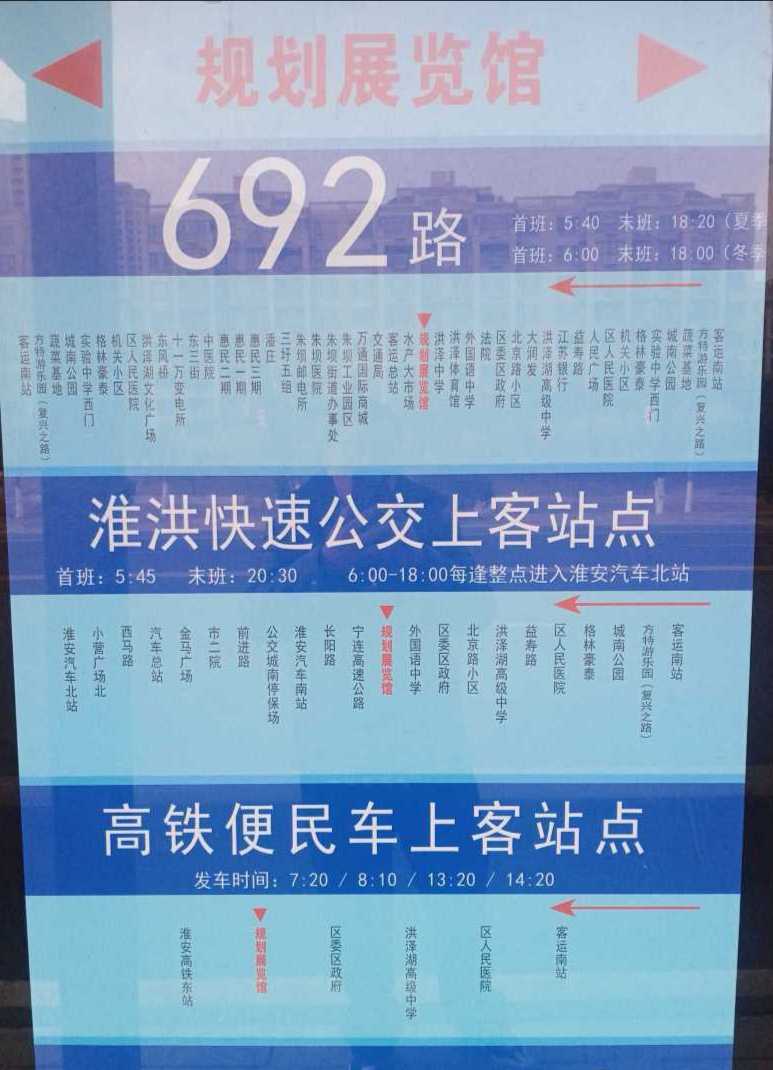 规划展览馆
692路
首班：5:40 末班：18:20（夏季
首班：6:00 末班：18:00（冬季
客运南站
方特游乐园（复兴之路）
蔬菜基地
城南公园
实验中学西门
格林豪泰
机关小区
区人民医院
洪泽湖文化广场
东风桥
十一万变电所
东三街
中医院
惠民二期
惠民一期
惠民三期
潘庄
三圩五组
朱坝邮电所
朱坝医院
朱坝街道办事处
朱坝工业园区
万通国际商城
交通局
客运总站
水产大市场
规划展览馆
洪泽中学
洪泽体育馆
外国语中学
法院
区委区政府
北京路小区
大润发
洪泽湖高级中学
江苏银行
益寿路
人民广场
区人民医院
机关小区
格林豪泰
实验中学西门
城南公园
蔬菜基地
方特游乐园（复兴之路）
客运南站
淮洪快速公交上客站点
首班：5:45 末班：20:30 6:00-18:00每逢整点进入淮安汽车北站
淮安汽车北站
小营广场北
西马路
汽车总站
金马广场
市二院
前进路
公交城南停保场
淮安汽车南站
长阳路
宁连高速公路
规划展览馆
外国语中学
区委区政府
北京路小区
洪泽湖高级中学
益寿路
区人民医院
格林豪泰
城南公园
方特游乐园（复兴之路）
客运南站
高铁便民车上客站点
发车时间：7:20 / 8:10 / 13:20 / 14:20
淮安高铁东站
规划展览馆
区委区政府
洪泽湖高级中学
区人民医院
客运南站